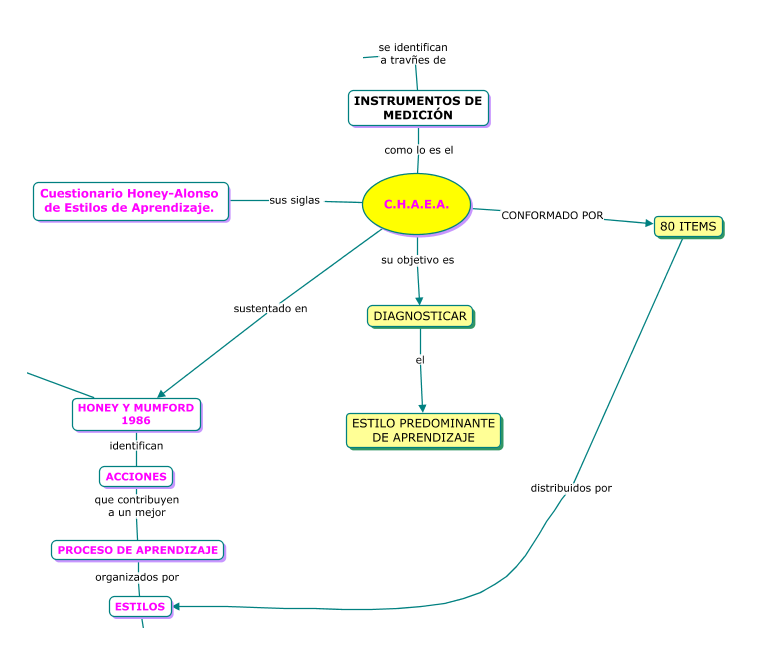 se identifican
a travñes de
INSTRUMENTOS DE
MEDICIÓN
como lo es el
Cuestionario Honey-Alonso
de Estilos de Aprendizaje.
sus siglas
C.H.A.E.A.
CONFORMADO POR
80 ITEMS
su objetivo es
sustentado en
DIAGNOSTICAR
el
HONEY Y MUMFORD
1986
ESTILO PREDOMINANTE
DE APRENDIZAJE
identifican
ACCIONES
que contribuyen
a un mejor
distribuidos por
PROCESO DE APRENDIZAJE
organizados por
ESTILOS